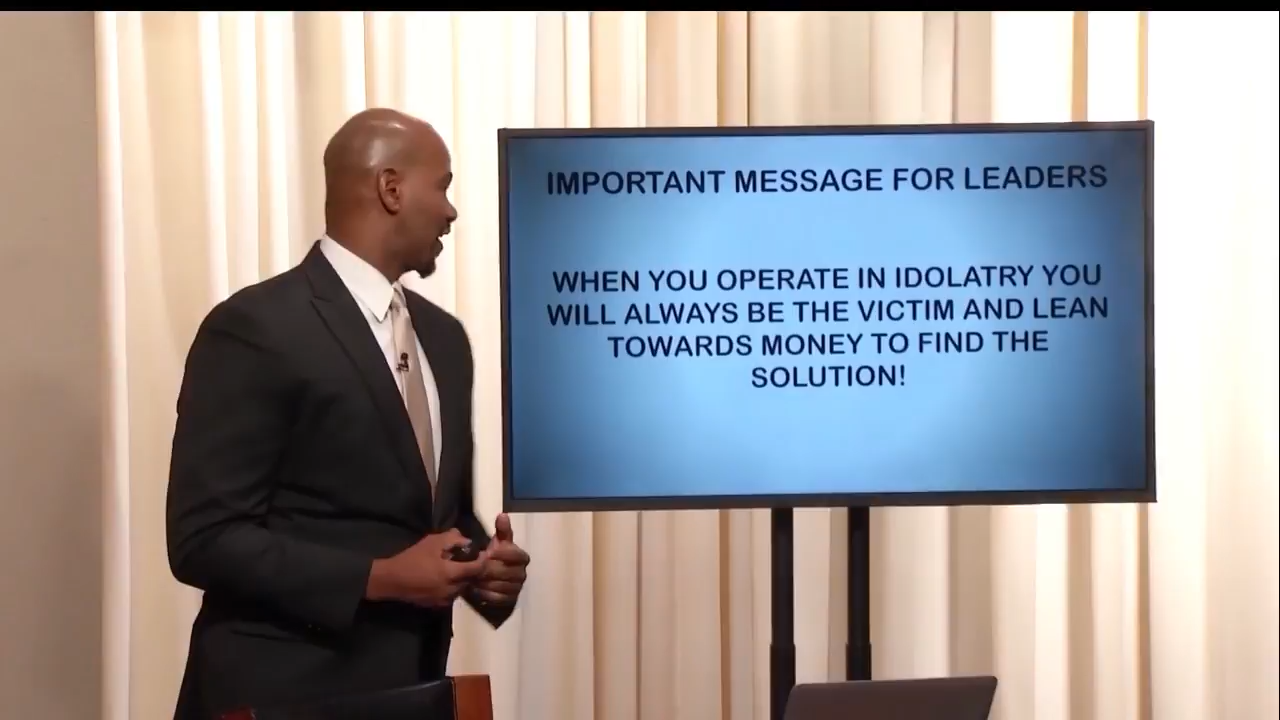 IMPORTANT MESSAGE FOR LEADERS
WHEN YOU OPERATE IN IDOLATRY YOU
WILL ALWAYS BE THE VICTIM AND LEAN
TOWARDS MONEY TO FIND THE
SOLUTION!